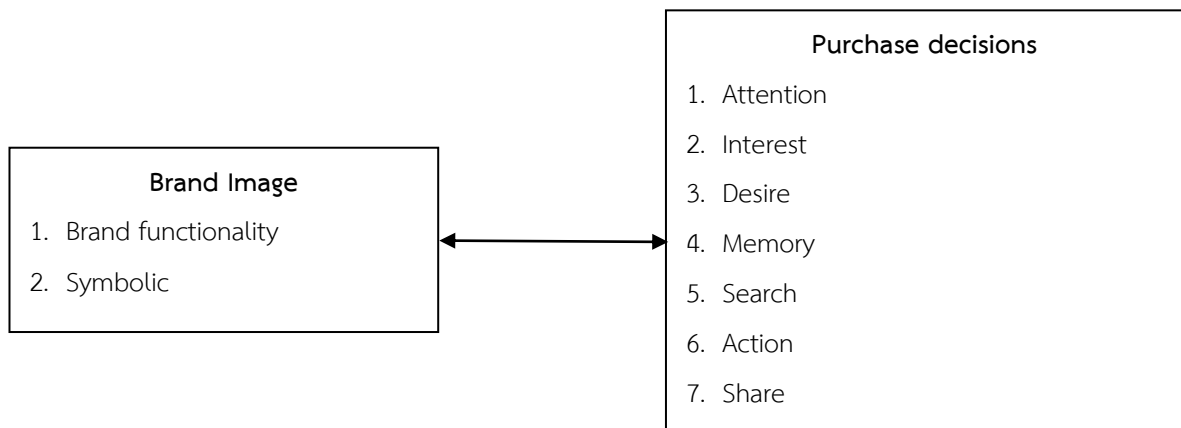 Brand Image
1. Brand functionality
2. Symbolic
Purchase decisions
1. Attention
2. Interest
3. Desire
4. Memory
5. Search
6. Action
7. Share